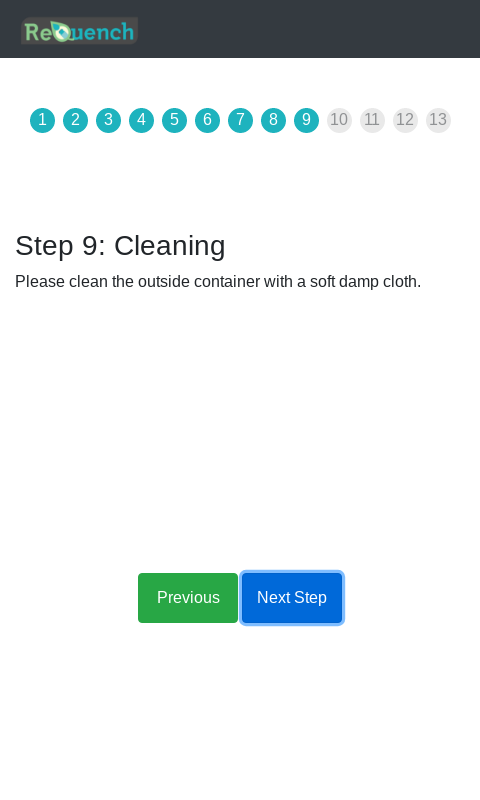 ReQuench
1 2 3 4 5 6 7 8 9 10 11 12 13
Step 9: Cleaning
Please clean the outside container with a soft damp cloth.
Previous Next Step